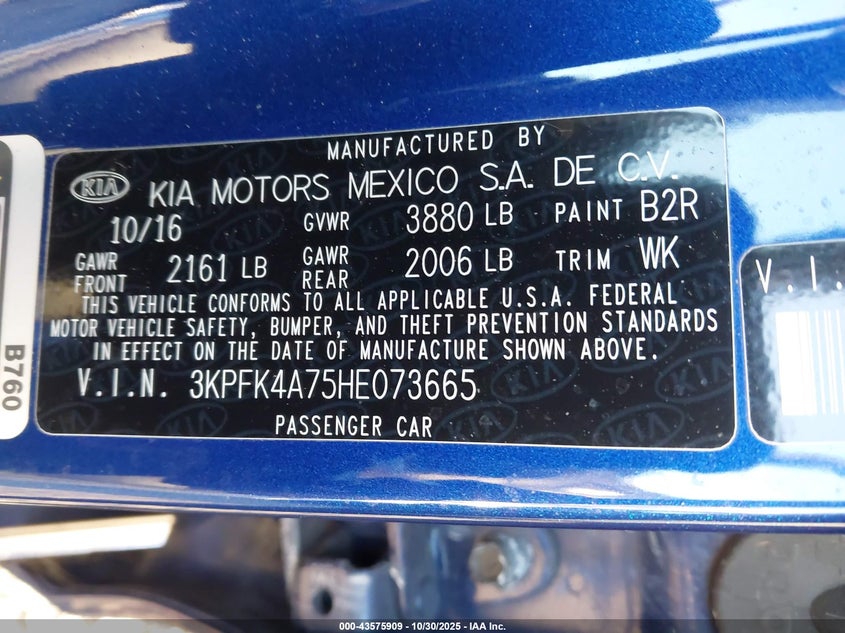 MANUFACTURED BY
KIA KIA MOTORS MEXICO S.A. DE C.V.
10/16 GVWR 3880 LB PAINT B2R
GAWR FRONT 2161 LB GAWR REAR 2006 LB TRIM WK
THIS VEHICLE CONFORMS TO ALL APPLICABLE U.S.A. FEDERAL
MOTOR VEHICLE SAFETY, BUMPER, AND THEFT PREVENTION STANDARDS
IN EFFECT ON THE DATE OF MANUFACTURE SHOWN ABOVE.
V.I.N. 3KPFK4A75HE073665
PASSENGER CAR
B760
V.I.
000-43575909 - 10/30/2025 - IAA Inc.